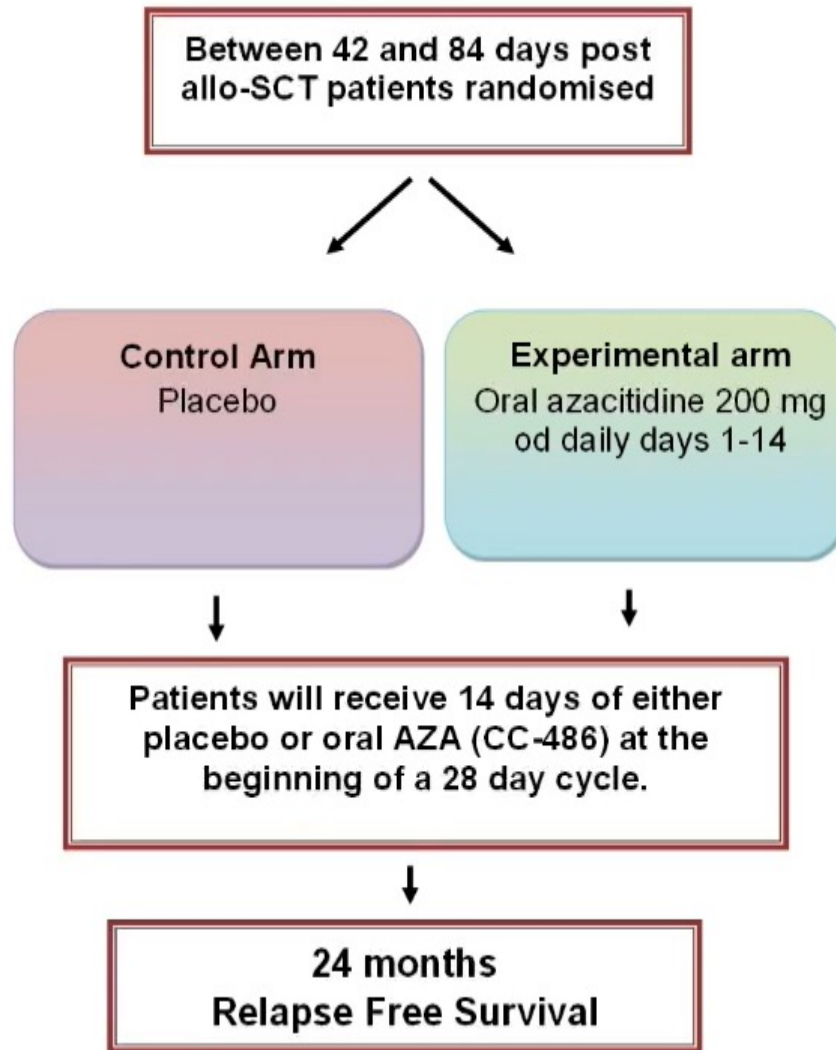 Between 42 and 84 days post
allo-SCT patients randomised
Control Arm
Placebo
Experimental arm
Oral azacitidine 200 mg
od daily days 1-14
Patients will receive 14 days of either
placebo or oral AZA (CC-486) at the
beginning of a 28 day cycle.
24 months
Relapse Free Survival